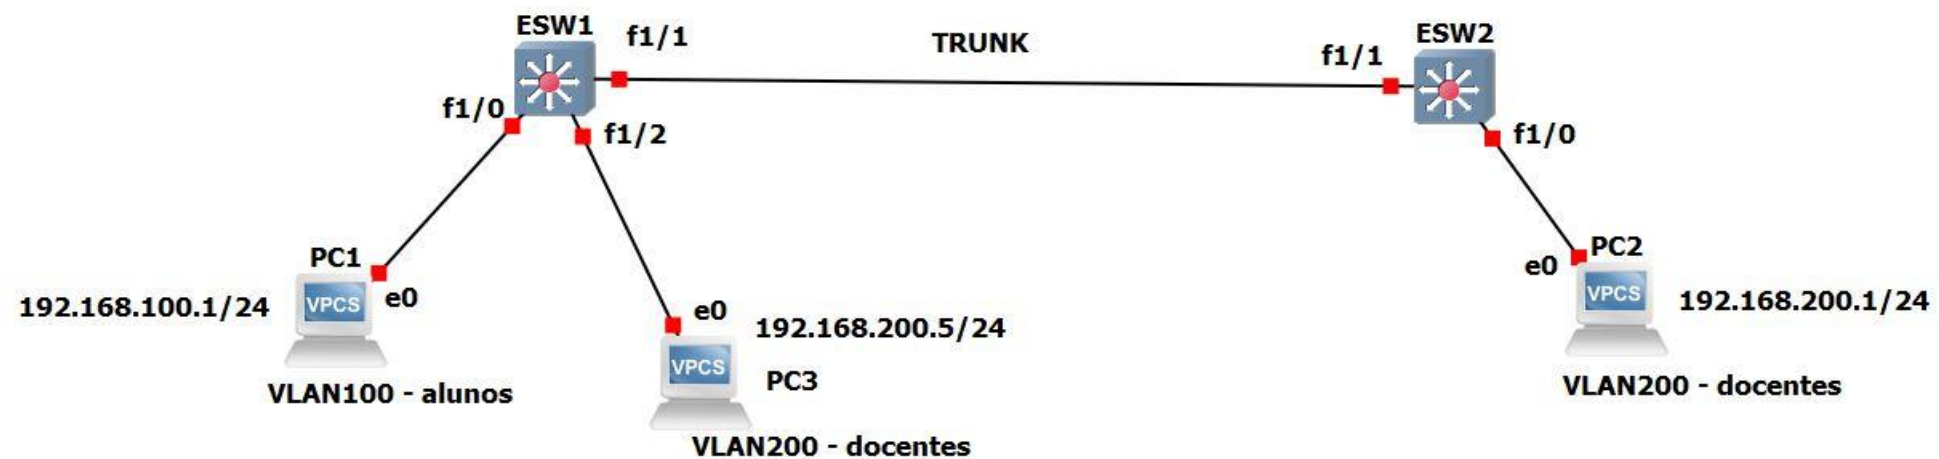 ESW1
f1/1
TRUNK
ESW2
f1/1
f1/0
f1/2
f1/0
PC1
e0
VPCS
192.168.100.1/24
VLAN100 - alunos
e0
192.168.200.5/24
VPCS
PC3
VLAN200 - docentes
PC2
e0
VPCS
192.168.200.1/24
VLAN200 - docentes